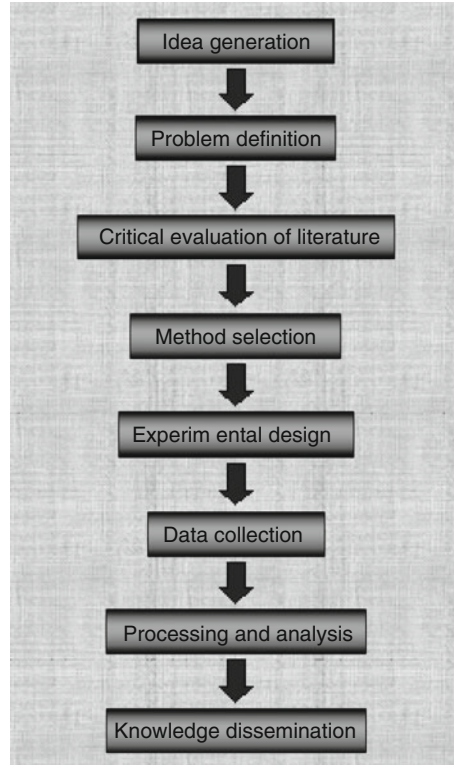 Idea generation
Problem definition
Critical evaluation of literature
Method selection
Experim ental design
Data collection
Processing and analysis
Knowledge dissemination